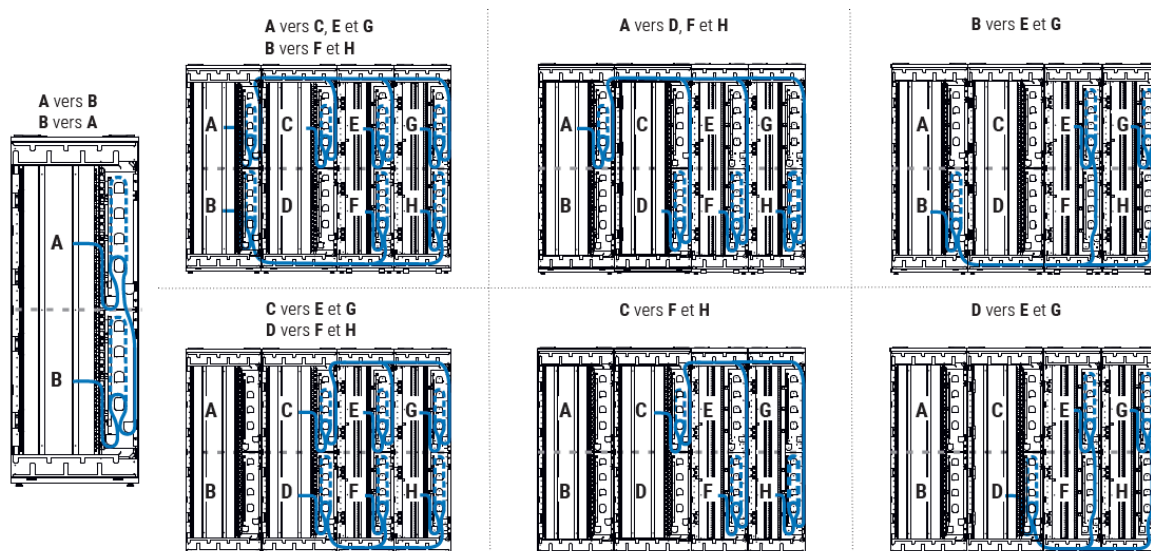 A vers B
B vers A
A
B
A vers C, E et G
B vers F et H
A C E G
B D F H
A vers D, F et H
A C E G
B D F H
B vers E et G
A C E G
B D F H
C vers E et G
D vers F et H
A C E G
B D F H
C vers F et H
A C E G
B D F H
D vers E et G
A C E G
B D F H